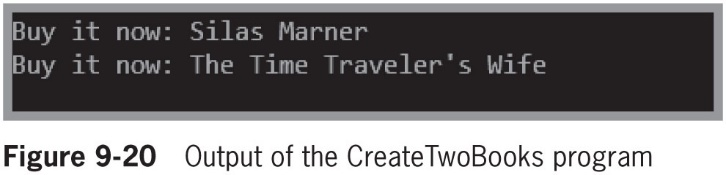 Buy it now: Silas Marner
Buy it now: The Time Traveler's Wife
Figure 9-20 Output of the CreateTwoBooks program